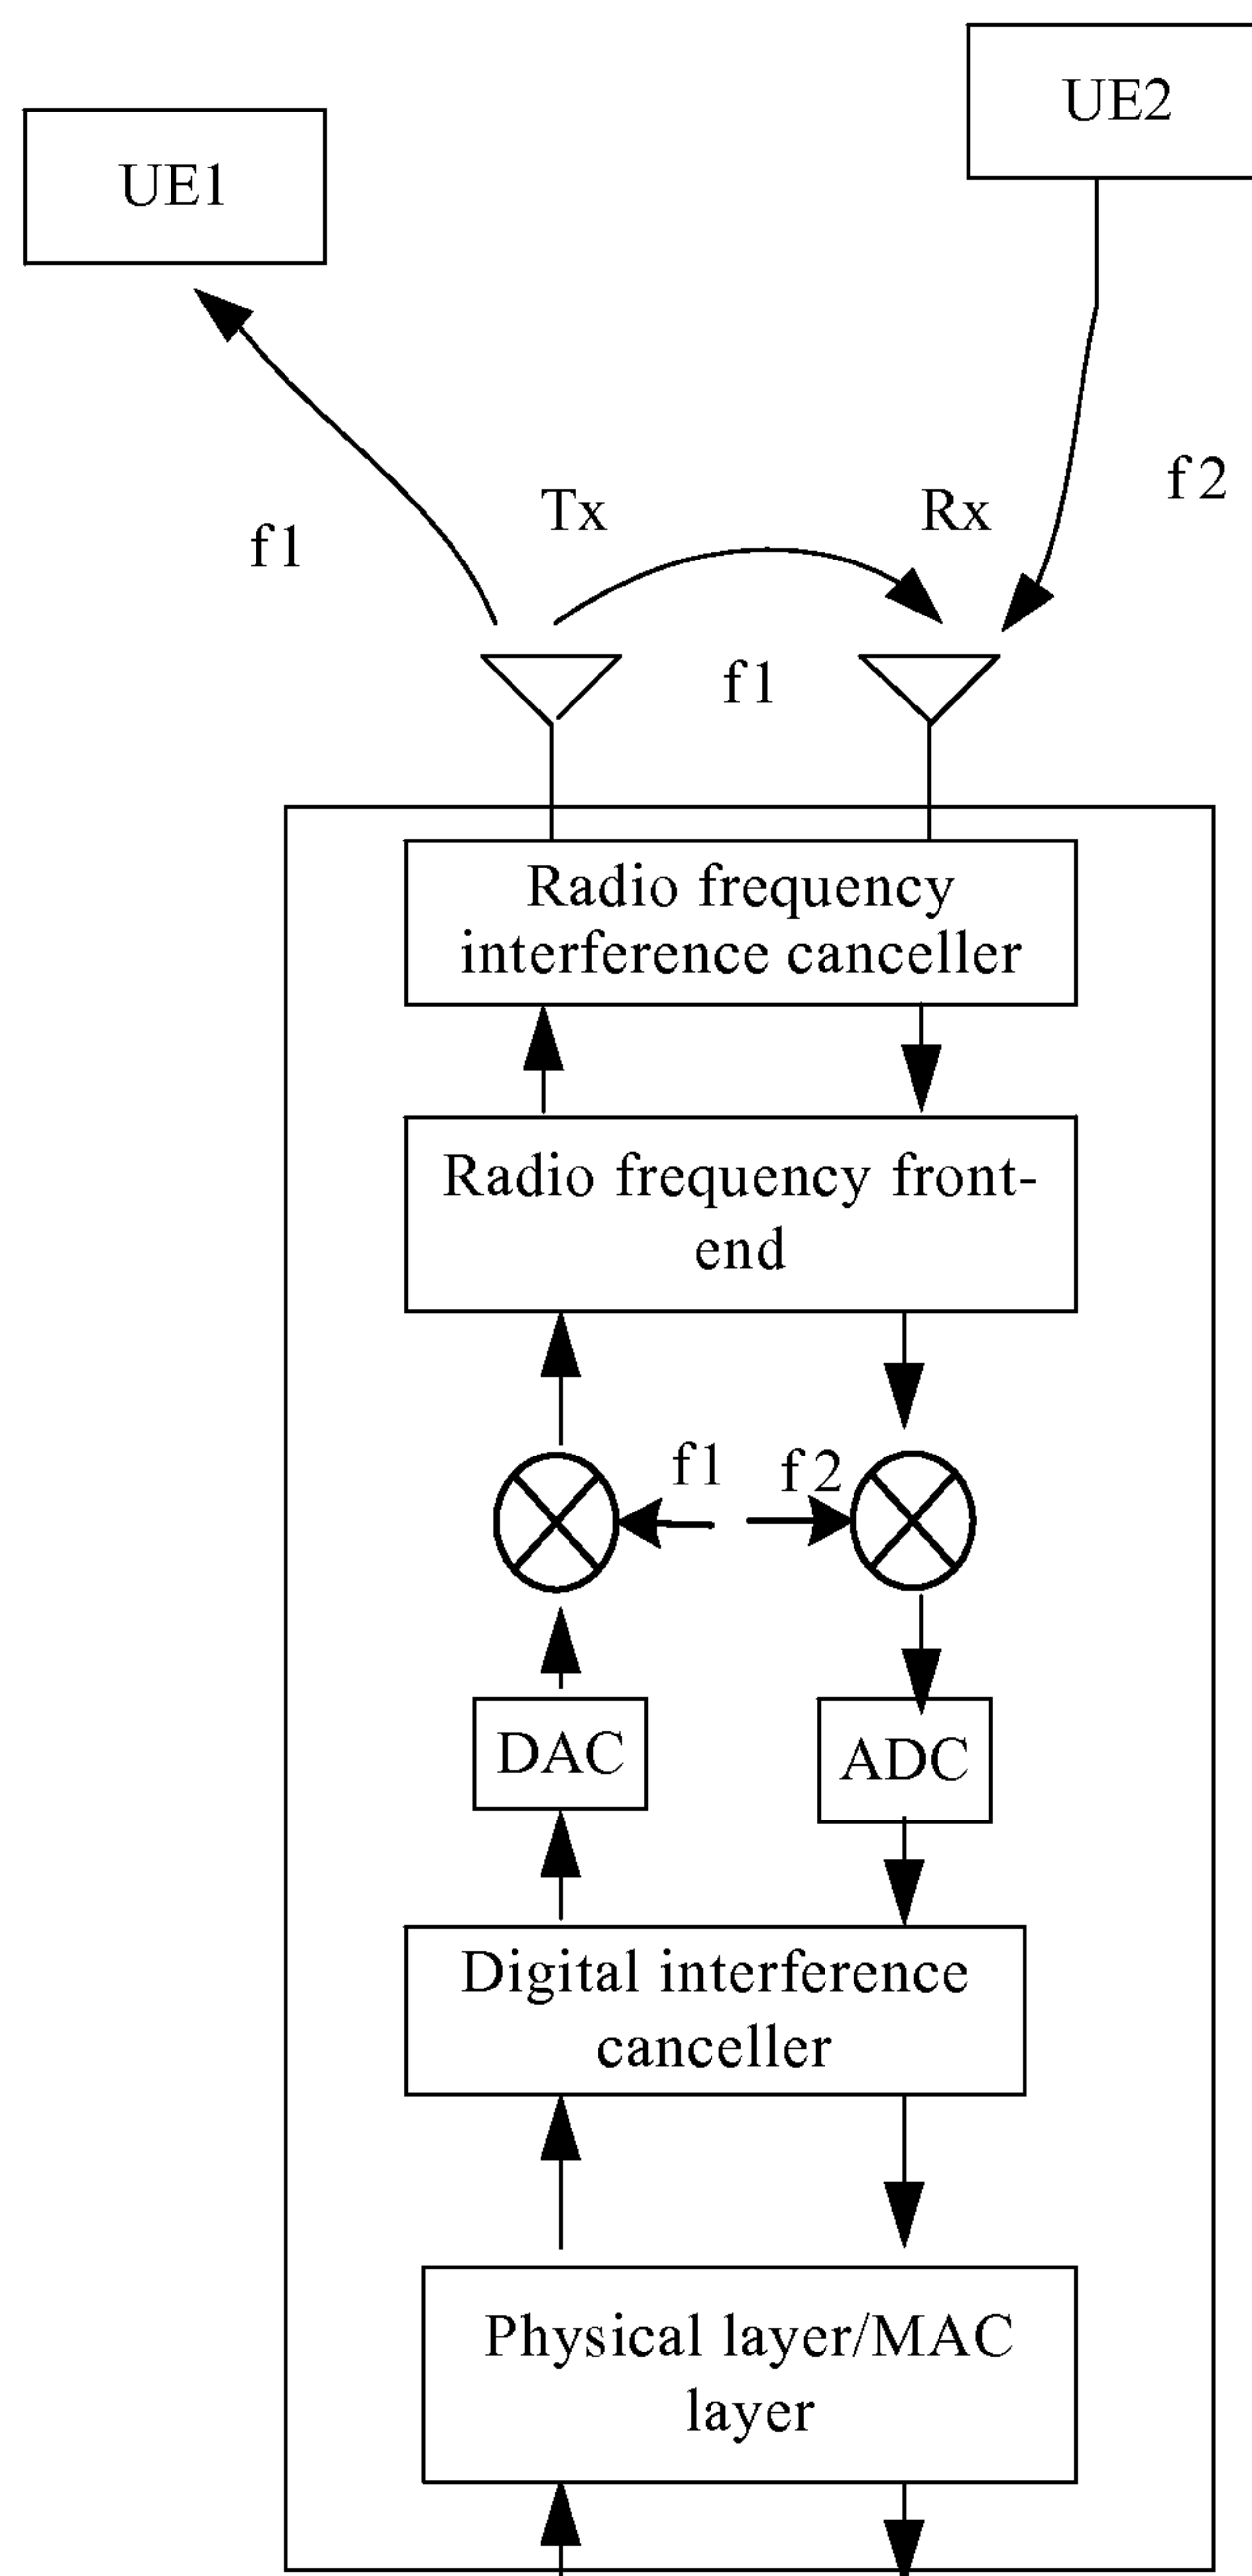 UE2
UE1
f2
Tx
Rx
f1
f1
Radio frequency
interference canceller
Radio frequency front-
end
f1
f2
DAC
ADC
Digital interference
canceller
Physical layer/MAC
layer